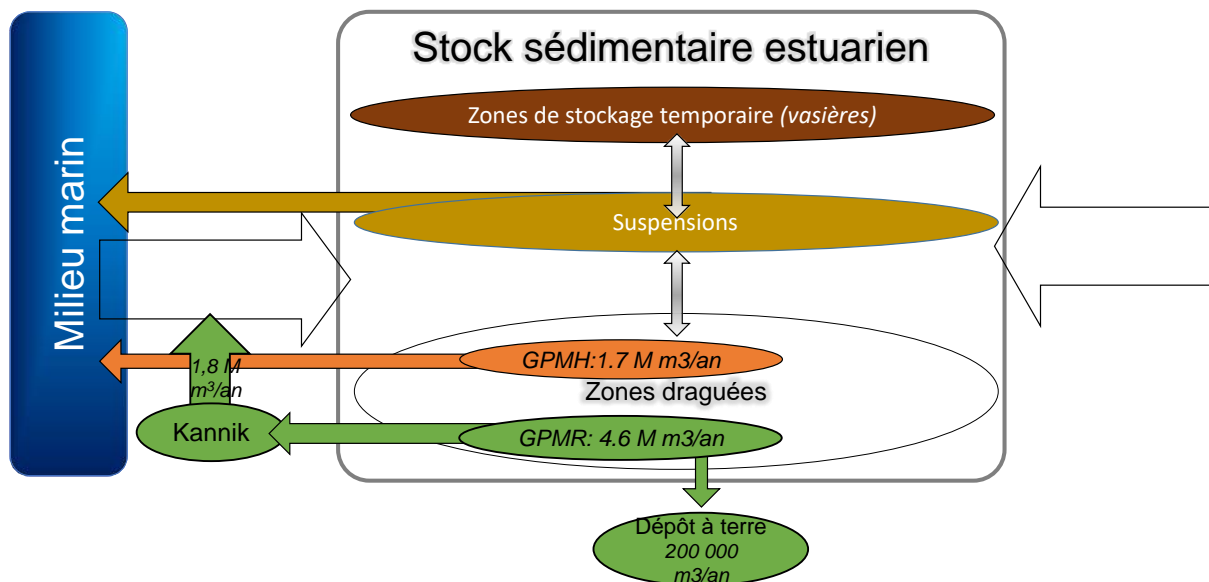 Stock sédimentaire estuarien
Milieu marin
Zones de stockage temporaire (vasières)
Suspensions
GPMH:1.7 M m3/an
1,8 M
m³/an
Zones draguées
Kannik
GPMR: 4.6 M m3/an
Dépôt à terre
200 000
m3/an